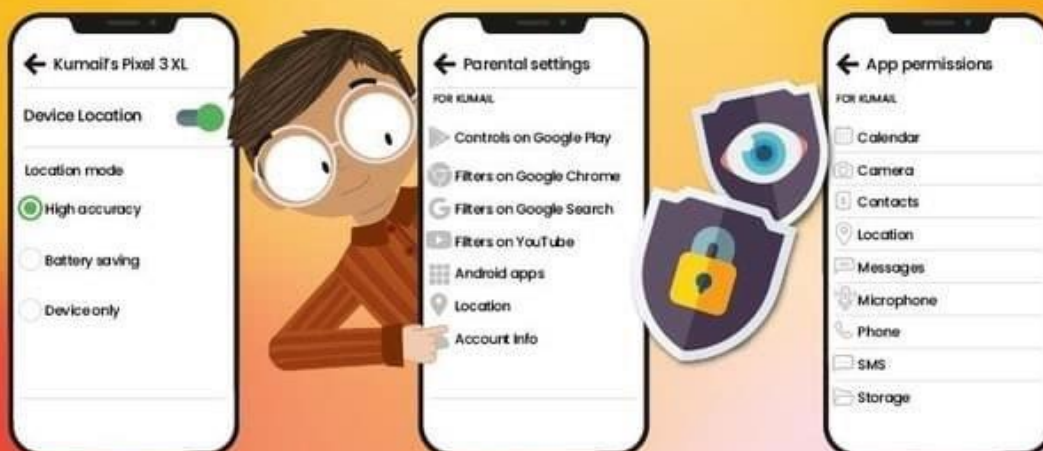 Kumail's Pixel 3 XL
Device Location
Location mode
High accuracy
Battery saving
Device only
Parental settings
FOR KUMAIL
Controls on Google Play
Filters on Google Chrome
Filters on Google Search
Filters on YouTube
Android apps
Location
Account info
App permissions
FOR KUMAIL
Calendar
Camera
Contacts
Location
Messages
Microphone
Phone
SMS
Storage